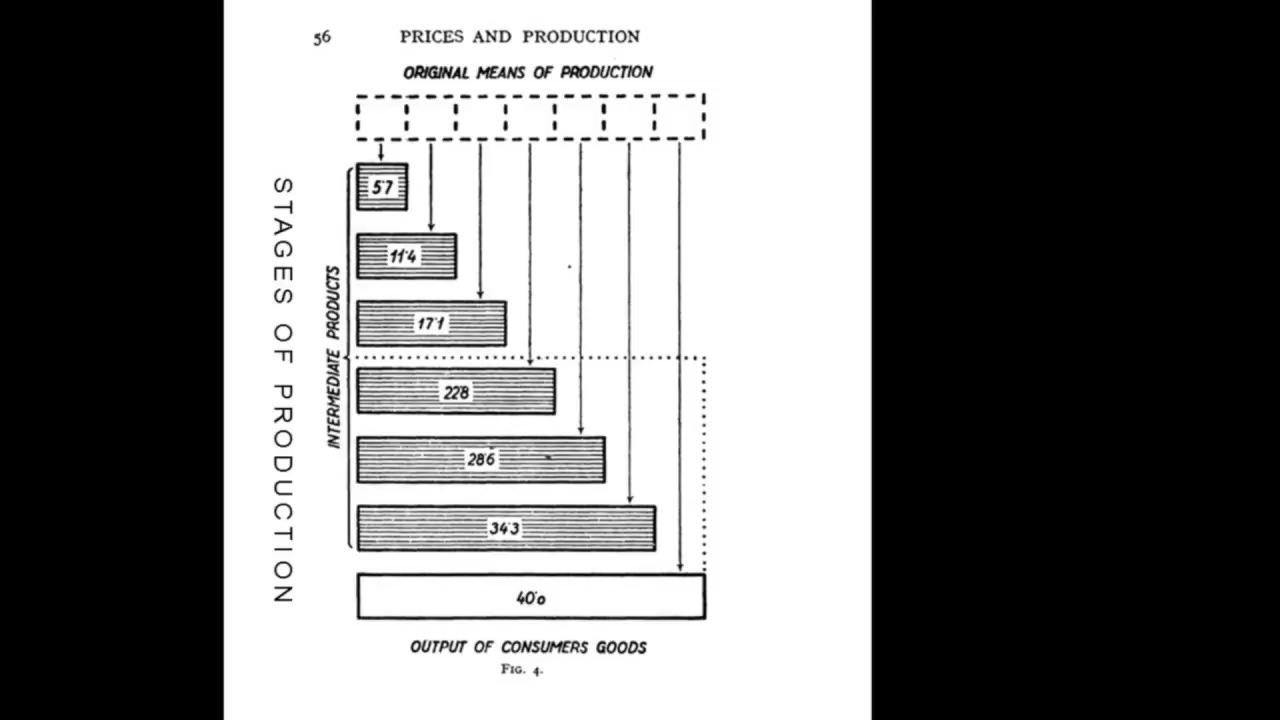 56 PRICES AND PRODUCTION
ORIGINAL MEANS OF PRODUCTION
STAGES OF PRODUCTION
INTERMEDIATE PRODUCTS
5·7
11·4
17·1
22·8
28·6
34·3
40·0
OUTPUT OF CONSUMERS GOODS
FIG. 4.